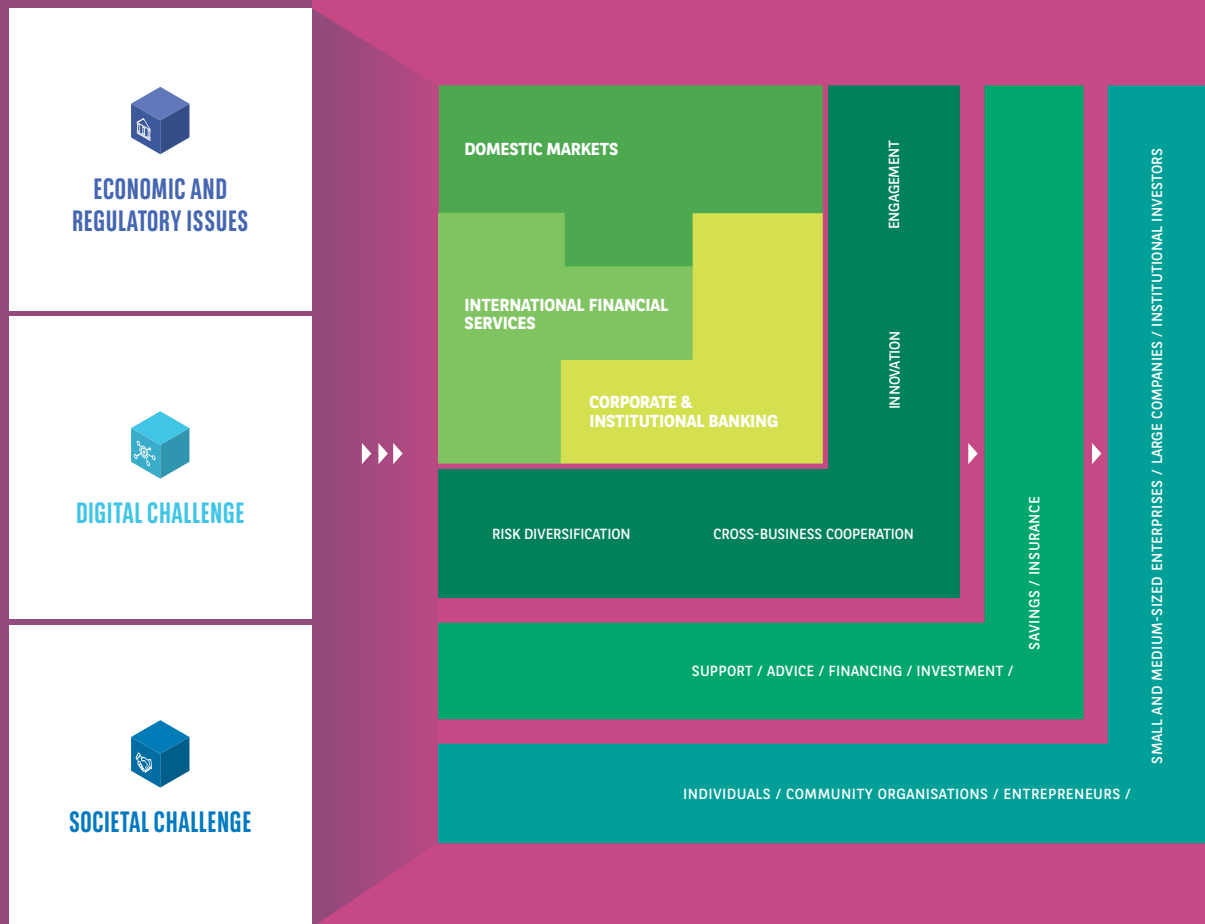 ECONOMIC AND
REGULATORY ISSUES
DIGITAL CHALLENGE
SOCIETAL CHALLENGE
DOMESTIC MARKETS
INTERNATIONAL FINANCIAL
SERVICES
CORPORATE &
INSTITUTIONAL BANKING
RISK DIVERSIFICATION
CROSS-BUSINESS COOPERATION
INNOVATION
ENGAGEMENT
SUPPORT / ADVICE / FINANCING / INVESTMENT /
SAVINGS / INSURANCE
INDIVIDUALS / COMMUNITY ORGANISATIONS / ENTREPRENEURS /
SMALL AND MEDIUM-SIZED ENTERPRISES / LARGE COMPANIES / INSTITUTIONAL INVESTORS